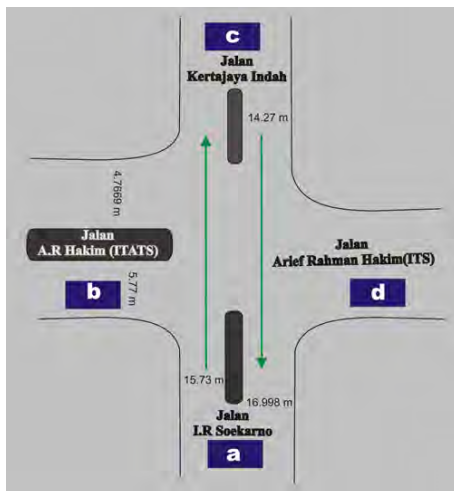 c
Jalan
Kertajaya Indah
14.27 m
4.7669 m
Jalan
A.R Hakim (ITATS)
Jalan
Arief Rahman Hakim(ITS)
5.77 m
b
d
15.73 m
16.998 m
Jalan
I.R Soekarno
a